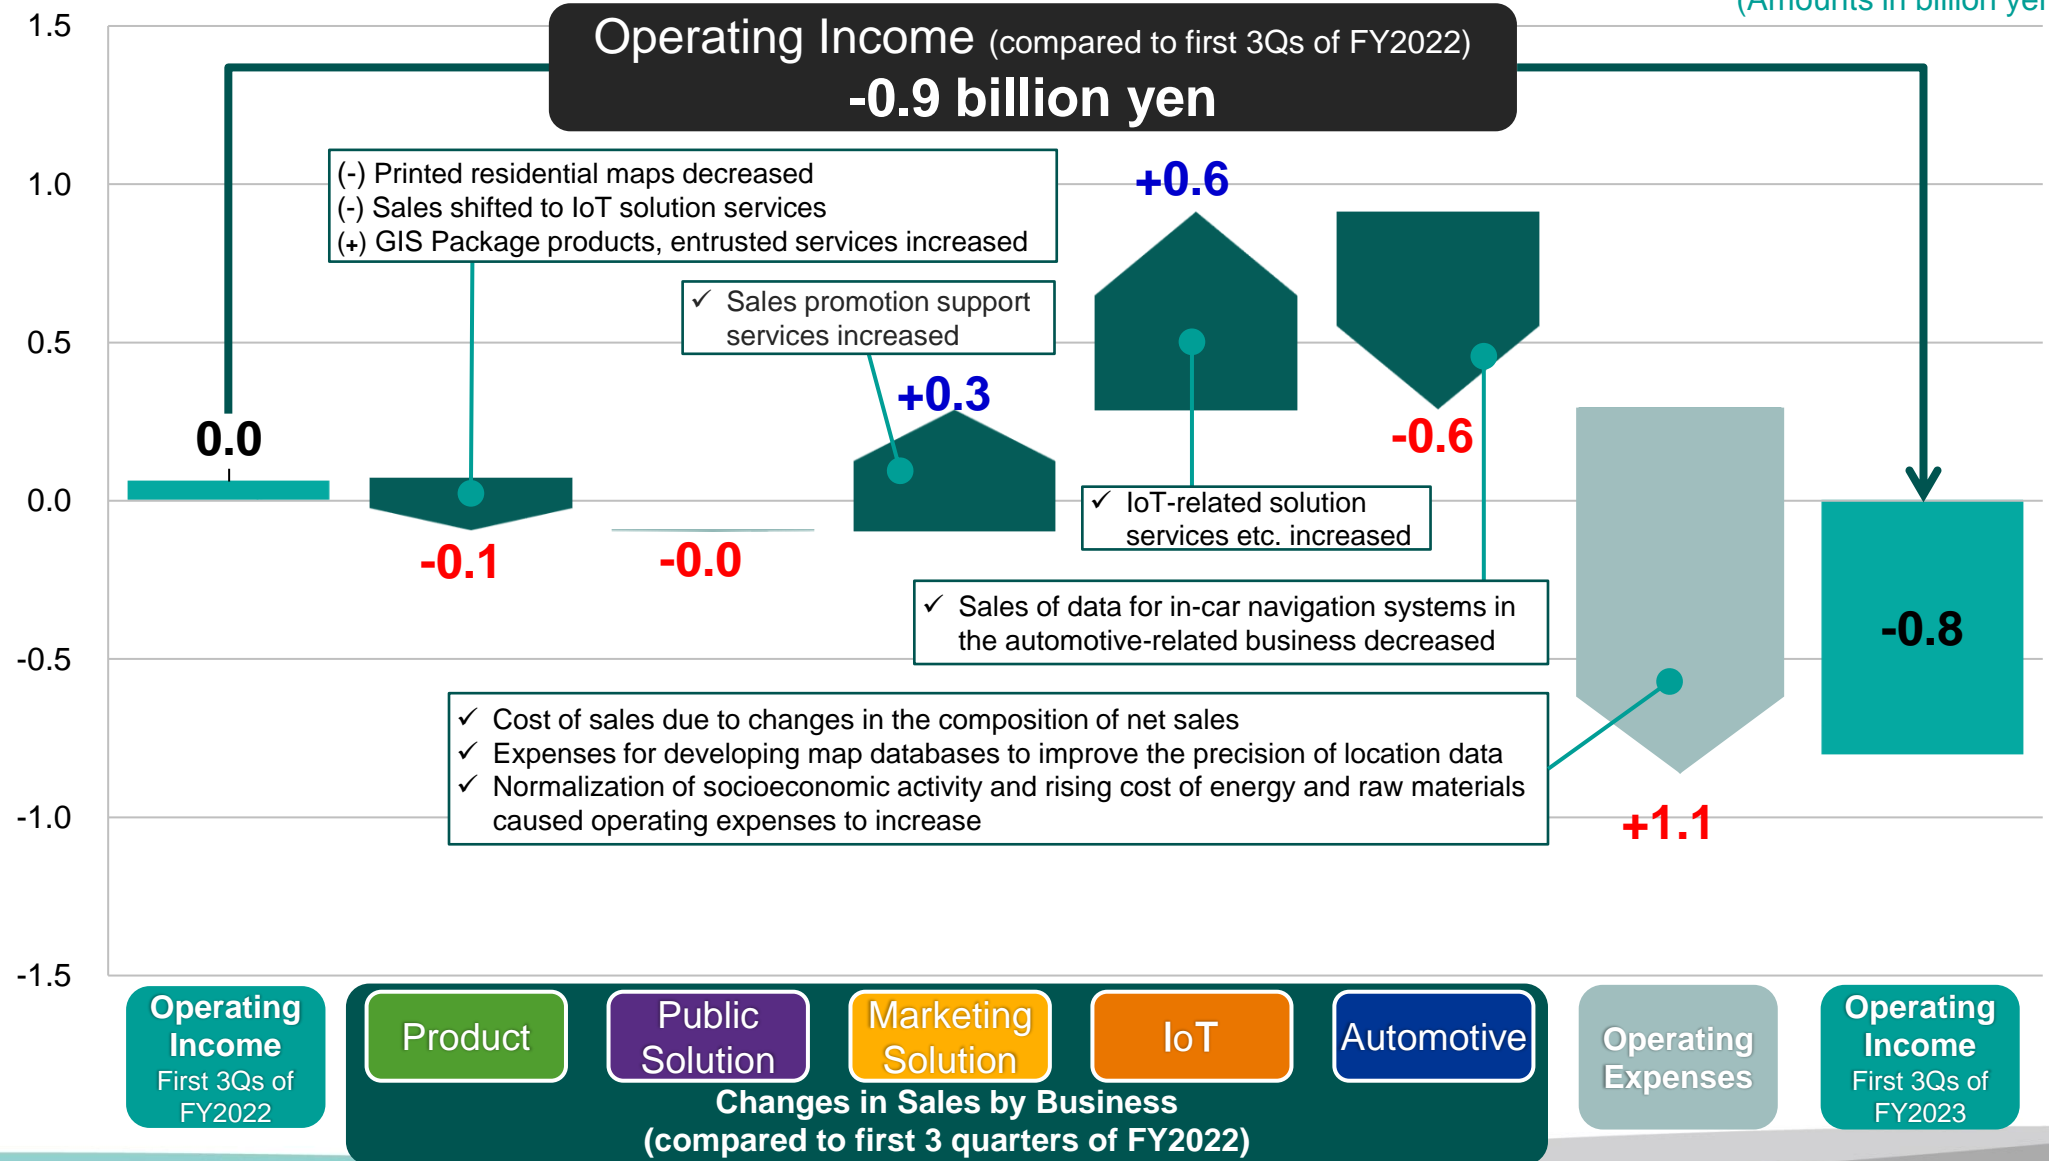 (Amounts in billion yen
Operating Income (compared to first 3Qs of FY2022)
-0.9 billion yen
1.5
1.0
0.5
0.0
-0.5
-1.0
-1.5
(-) Printed residential maps decreased
(-) Sales shifted to IoT solution services
(+) GIS Package products, entrusted services increased
✓ Sales promotion support
services increased
+0.6
+0.3
0.0
-0.1
-0.0
-0.6
✓ IoT-related solution
services etc. increased
✓ Sales of data for in-car navigation systems in
the automotive-related business decreased
-0.8
✓ Cost of sales due to changes in the composition of net sales
✓ Expenses for developing map databases to improve the precision of location data
✓ Normalization of socioeconomic activity and rising cost of energy and raw materials
caused operating expenses to increase
+1.1
Operating
Income
First 3Qs of
FY2022
Product
Public
Solution
Marketing
Solution
IoT
Automotive
Changes in Sales by Business
(compared to first 3 quarters of FY2022)
Operating
Expenses
Operating
Income
First 3Qs of
FY2023